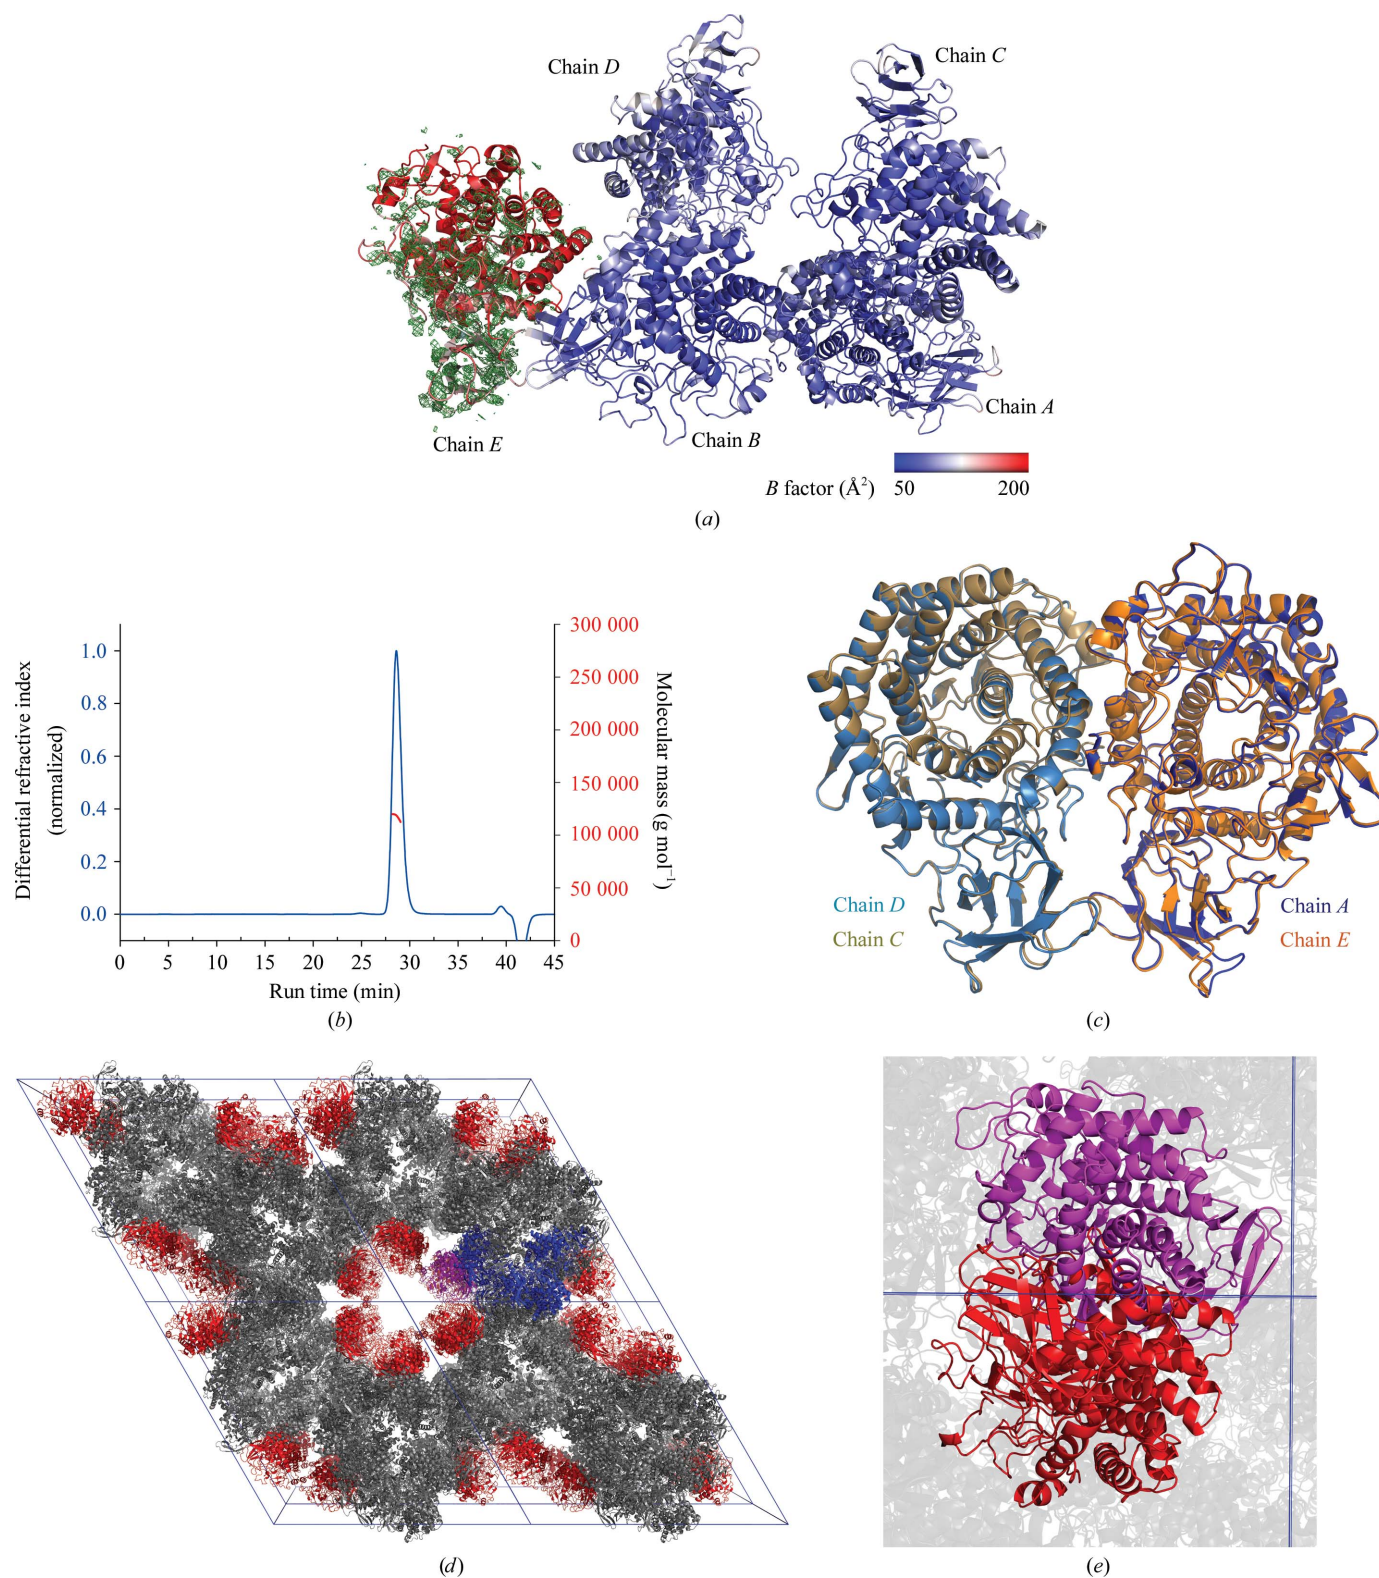 Chain D
Chain C
Chain E
Chain B
Chain A
B factor (Å²)
50
200
(a)
Differential refractive index
(normalized)
1.0
0.8
0.6
0.4
0.2
0.0
300 000
250 000
200 000
150 000
100 000
50 000
0
Molecular mass (g mol⁻¹)
0 5 10 15 20 25 30 35 40 45
Run time (min)
(b)
Chain D
Chain C
Chain A
Chain E
(c)
(d)
(e)